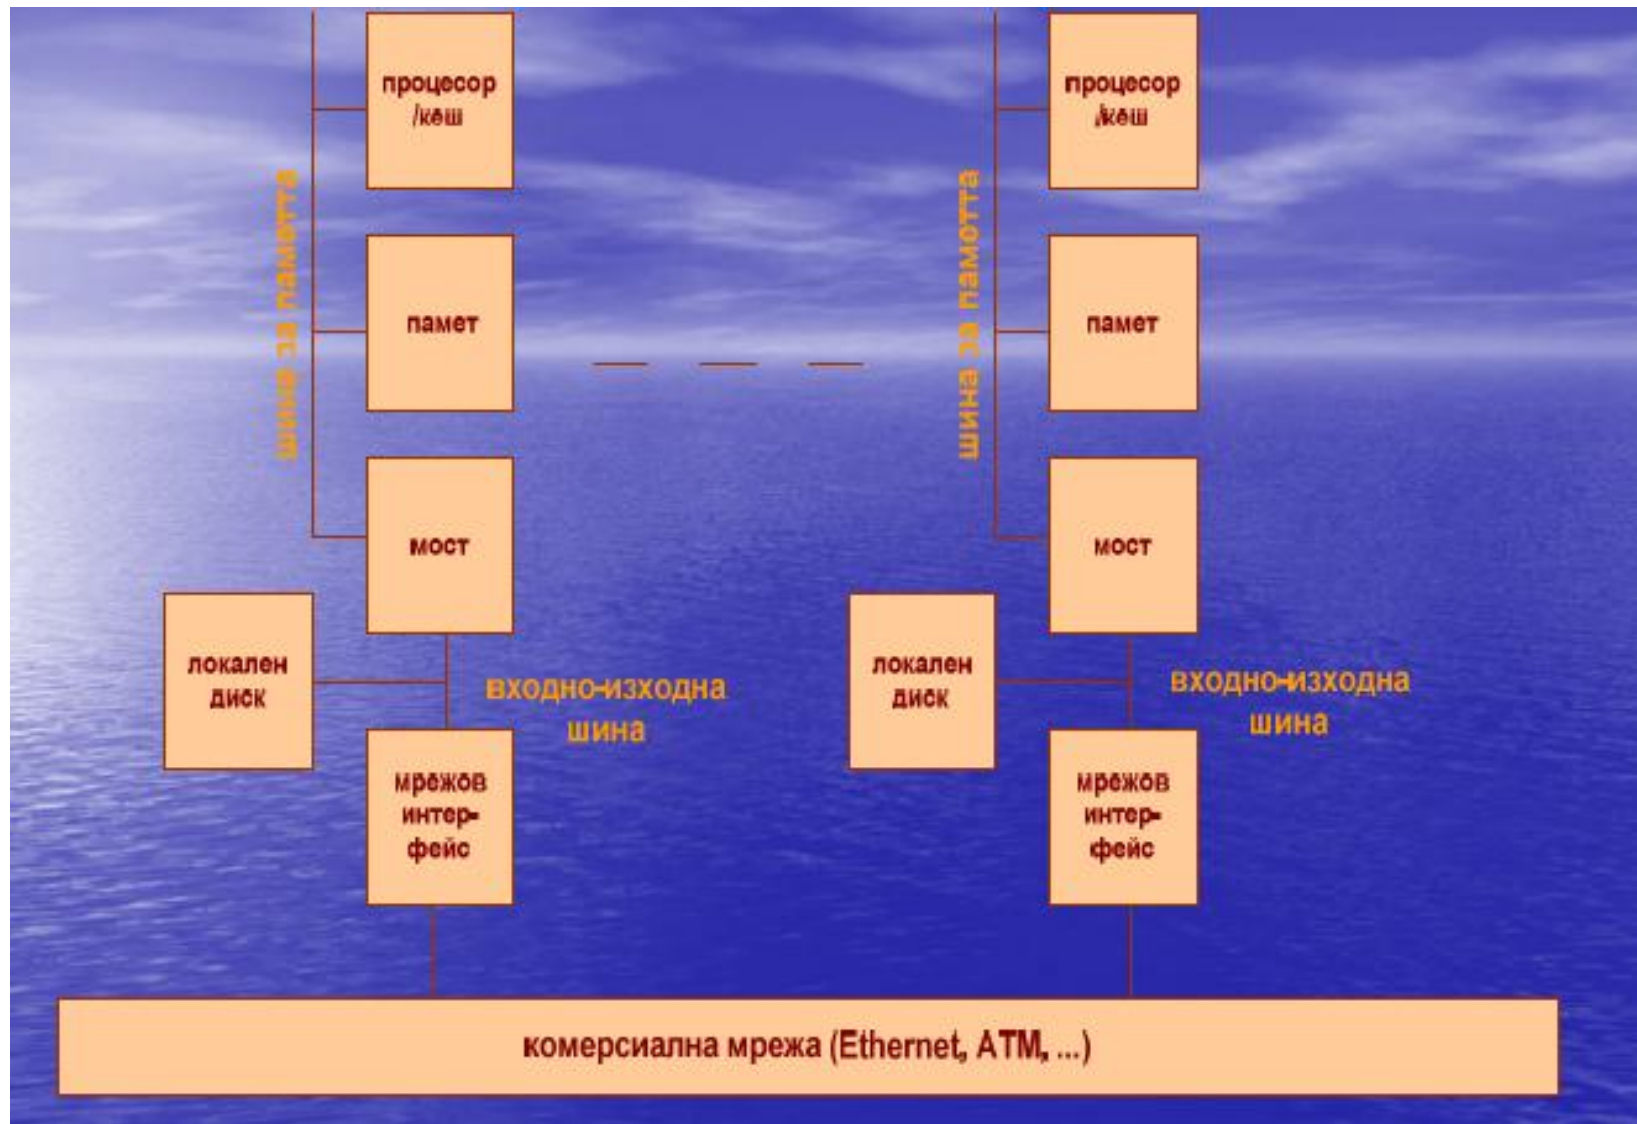 процесор
/кеш
процесор
/кеш
шина за паметта
шина за паметта
памет
памет
мост
мост
локален
диск
входно-изходна
шина
локален
диск
входно-изходна
шина
мрежов
интер-
фейс
мрежов
интер-
фейс
комерсиална мрежа (Ethernet, ATM, ...)